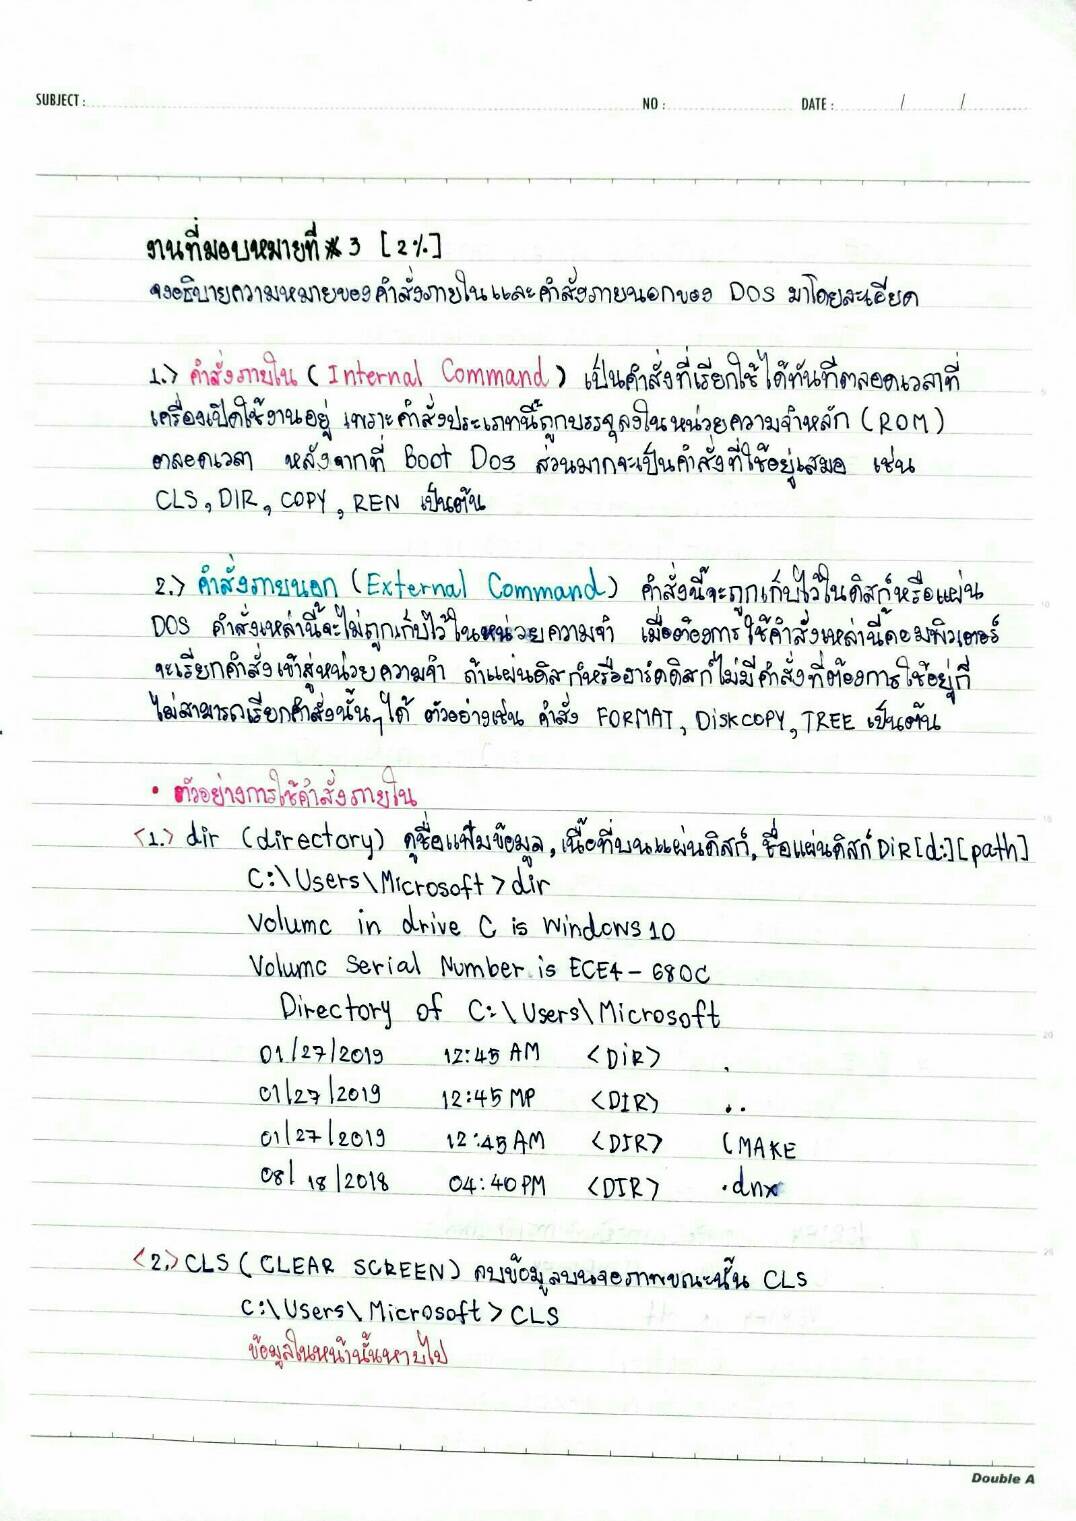 SUBJECT :
NO :
DATE : / /
งานที่มอบหมายที่ 3 [2%]
จงอธิบายความหมายของคำสั่งภายในและคำสั่งภายนอกของ DOS มาโดยละเอียด
1.> คำสั่งภายใน (Internal Command) เป็นคำสั่งที่เรียกใช้ได้ทันทีตลอดเวลาที่
เครื่องเปิดใช้งานอยู่ เพราะคำสั่งประเภทนี้ถูกบรรจุลงในหน่วยความจำหลัก (ROM)
ตลอดเวลา หลังจากที่ Boot Dos ส่วนมากจะเป็นคำสั่งที่ใช้อยู่เสมอ เช่น
CLS, DIR, COPY, REN เป็นต้น
2.> คำสั่งภายนอก (External Command) คำสั่งนี้จะถูกเก็บไว้ในดิสก์หรือแผ่น
DOS คำสั่งเหล่านี้จะไม่ถูกเก็บไว้ในหน่วยความจำ เมื่อต้องการใช้คำสั่งเหล่านี้คอมพิวเตอร์
จะเรียกคำสั่งเข้าสู่หน่วยความจำ ถ้าแผ่นดิสก์หรือฮาร์ดดิสก์ไม่มีคำสั่งที่ต้องการใช้อยู่ก็
ไม่สามารถเรียกคำสั่งนั้นๆได้ ตัวอย่างเช่น คำสั่ง FORMAT, DISKCOPY, TREE เป็นต้น
• ตัวอย่างการใช้คำสั่งภายใน
<1.> dir (directory) ดูชื่อแฟ้มข้อมูล, เนื้อที่บนแผ่นดิสก์, ชื่อแผ่นดิสก์ DIR[d:][path]
C:\Users\Microsoft>dir
Volume in drive C is Windows 10
Volume Serial Number is ECE4-680C
Directory of C:\Users\Microsoft
01/27/2019 12:45 AM <DIR> .
01/27/2019 12:45 MP <DIR> ..
01/27/2019 12:45 AM <DIR> CMAKE
08/18/2018 04:40 PM <DIR> .dnx
<2.> CLS (CLEAR SCREEN) ลบข้อมูลบนจอภาพขณะนั้น CLS
C:\Users\Microsoft>CLS
ข้อมูลในหน้านั้นหายไป
Double A